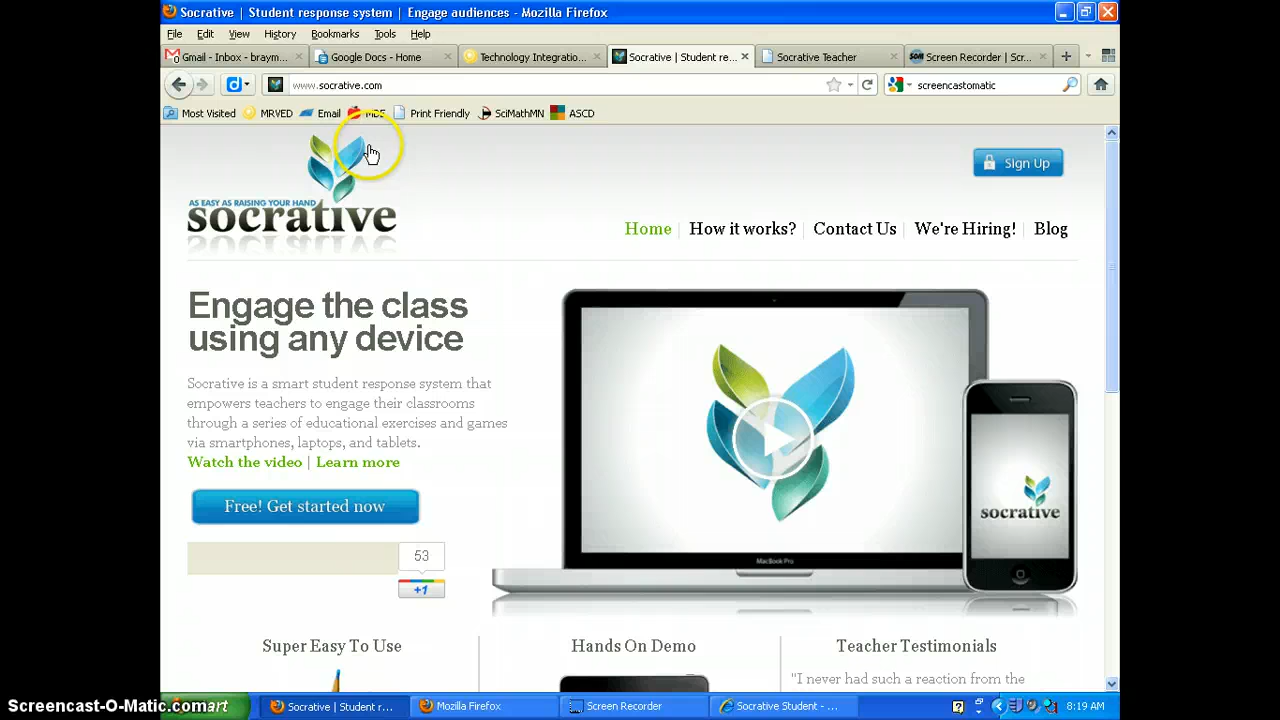 Socrative | Student response system | Engage audiences - Mozilla Firefox
File Edit View History Bookmarks Tools Help
Gmail - Inbox - braym... Google Docs - Home Technology Integratio... Socrative | Student re... Socrative Teacher Screen Recorder | Scr...
www.socrative.com screencastomatic
Most Visited MRVED Email MDE Print Friendly SciMathMN ASCD
Sign Up
AS EASY AS RAISING YOUR HAND
socrative
Home How it works? Contact Us We're Hiring! Blog
Engage the class
using any device
Socrative is a smart student response system that
empowers teachers to engage their classrooms
through a series of educational exercises and games
via smartphones, laptops, and tablets.
Watch the video | Learn more
Free! Get started now
53
+1
socrative
MacBook Pro
Super Easy To Use Hands On Demo Teacher Testimonials
"I never had such a reaction from the
Screencast-O-Matic.com
art Socrative | Student r... Mozilla Firefox Screen Recorder Socrative Student - ... 8:19 AM